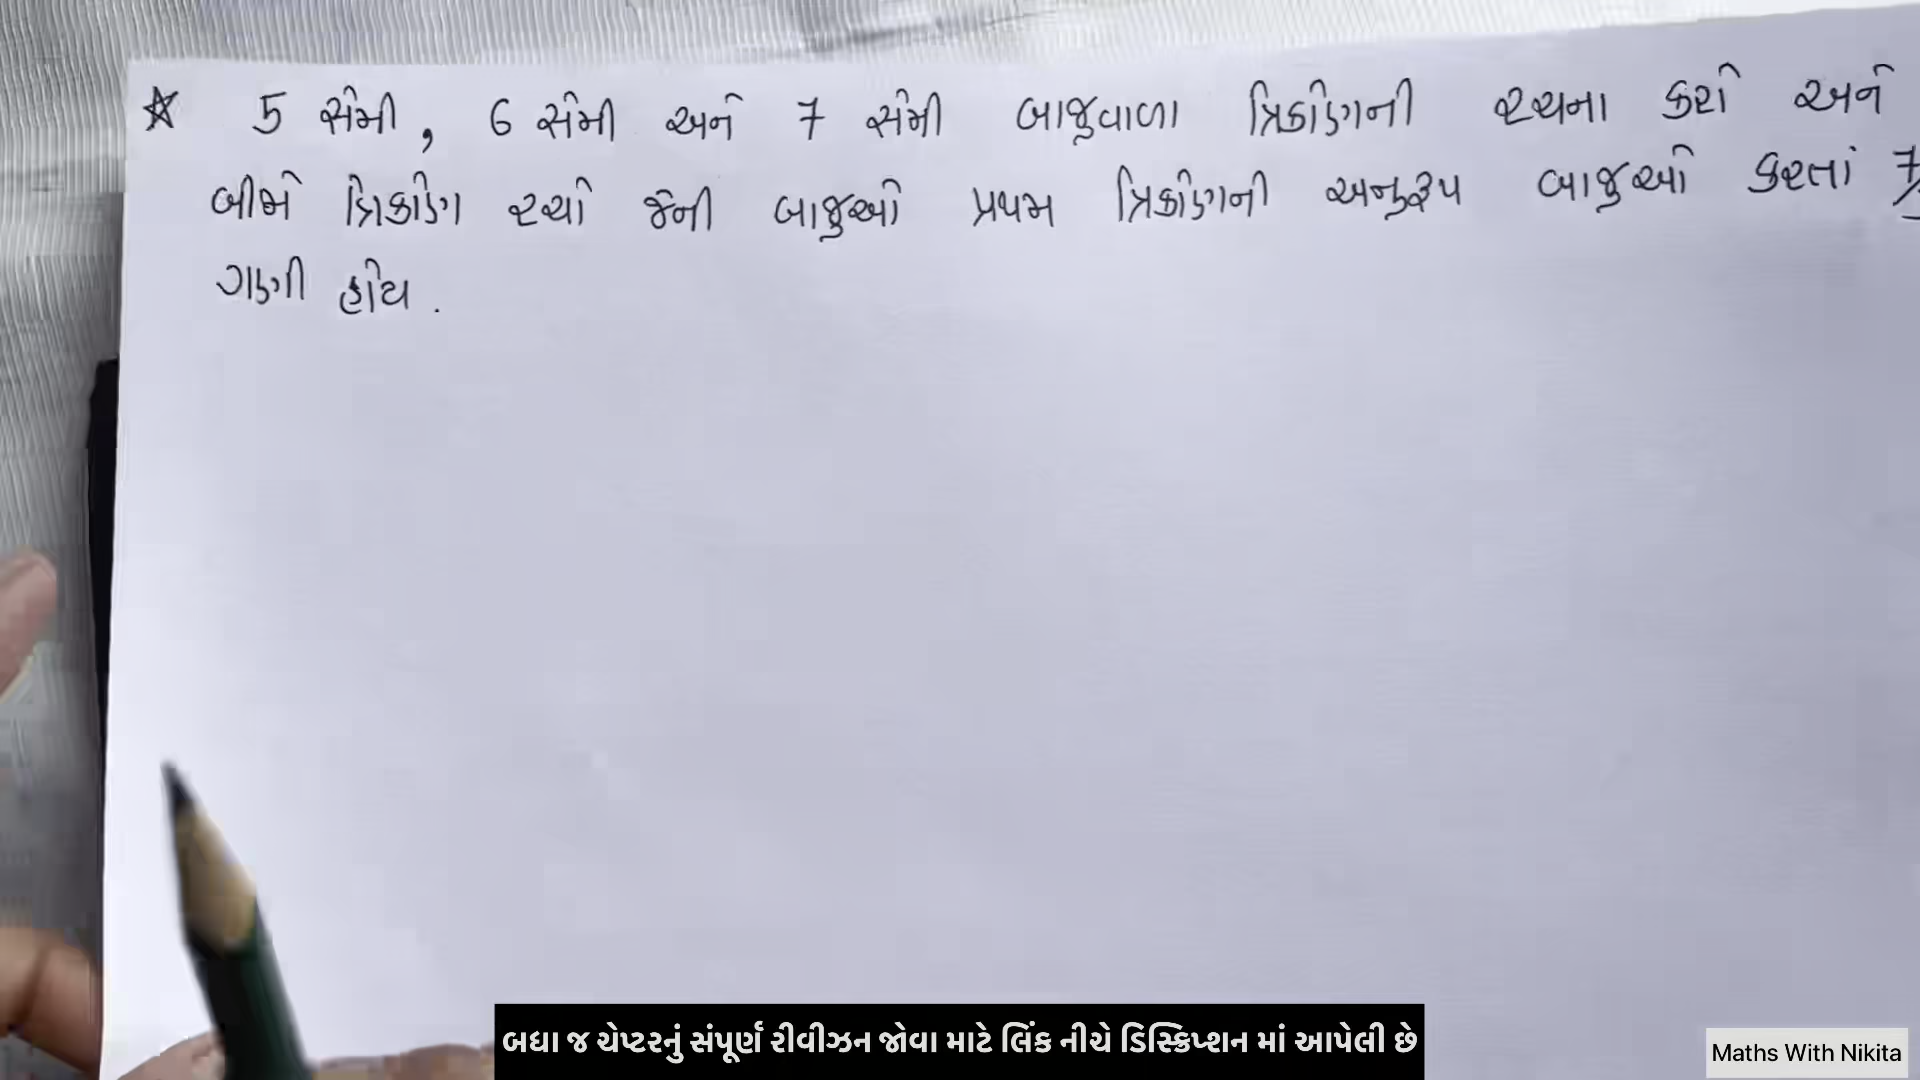 ☆ 5 સેમી, 6 સેમી અને 7 સેમી બાજુવાળા ત્રિકોણની રચના કરો અને
બીજો ત્રિકોણ રચો જેની બાજુઓ પ્રથમ ત્રિકોણની અનુરૂપ બાજુઓ કરતાં
ગણી હોય.
બધા જ ચેપ્ટરનું સંપૂર્ણ રીવીઝન જોવા માટે લિંક નીચે ડિસ્ક્રિપ્શન માં આપેલી છે
Maths With Nikita